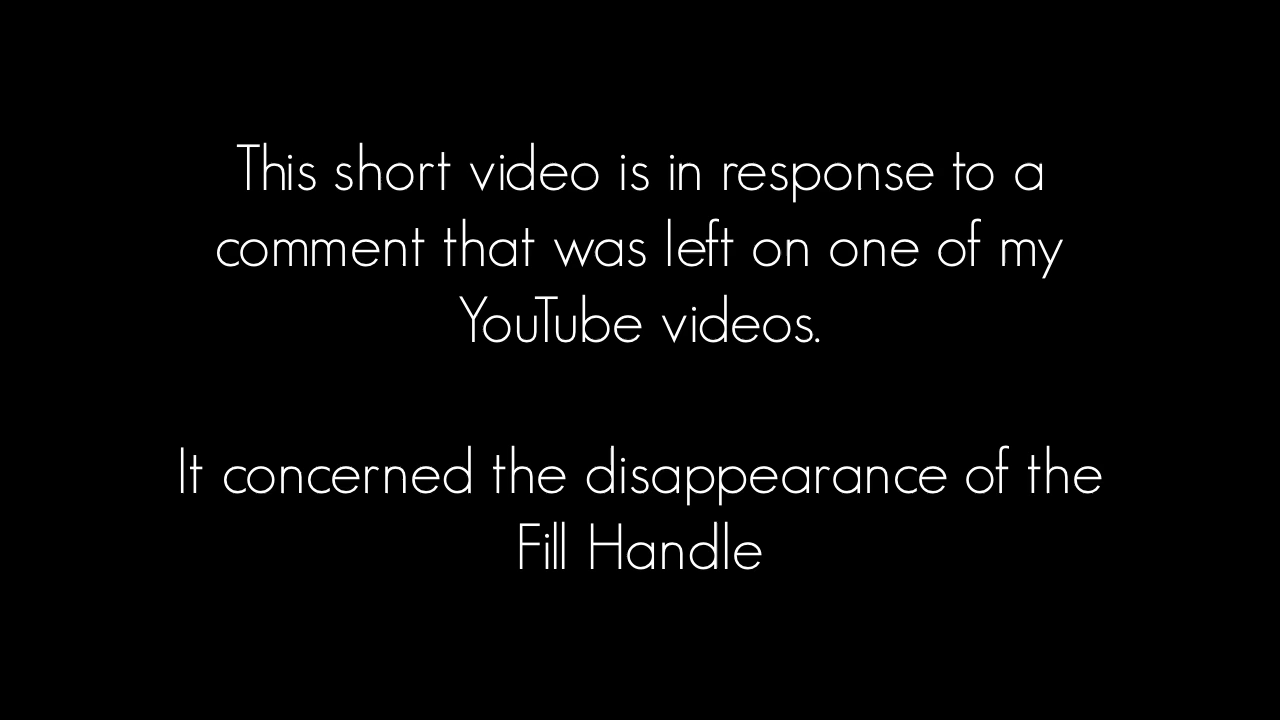 This short video is in response to a
comment that was left on one of my
YouTube videos.
It concerned the disappearance of the
Fill Handle